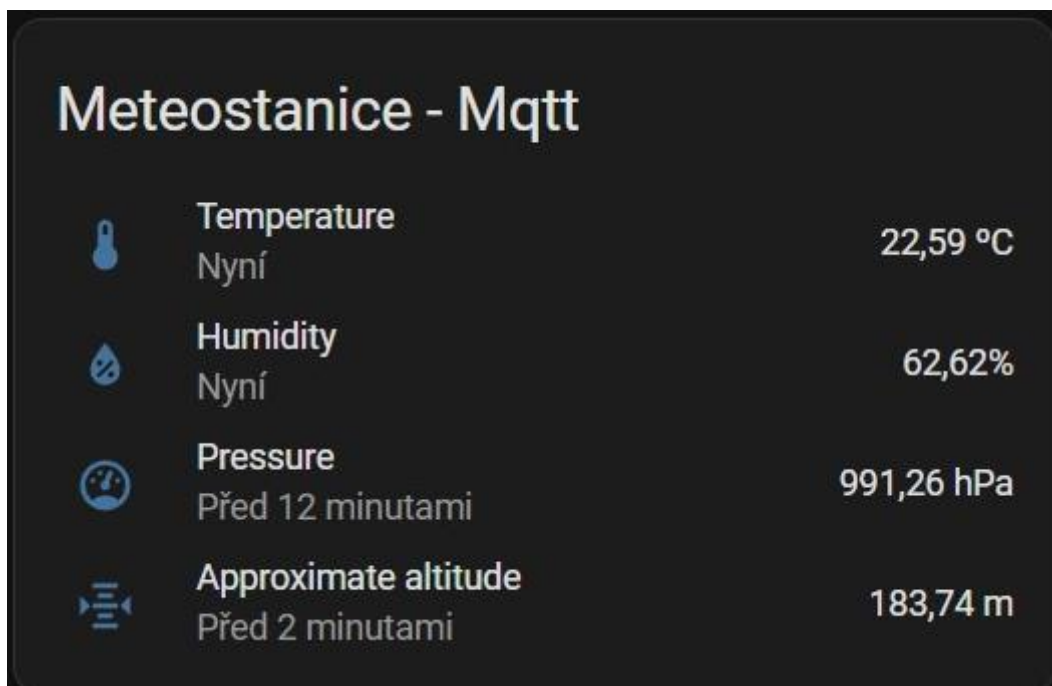 Meteostanice - Mqtt
Temperature
Nyní
22,59 ºC
Humidity
Nyní
62,62%
Pressure
Před 12 minutami
991,26 hPa
Approximate altitude
Před 2 minutami
183,74 m